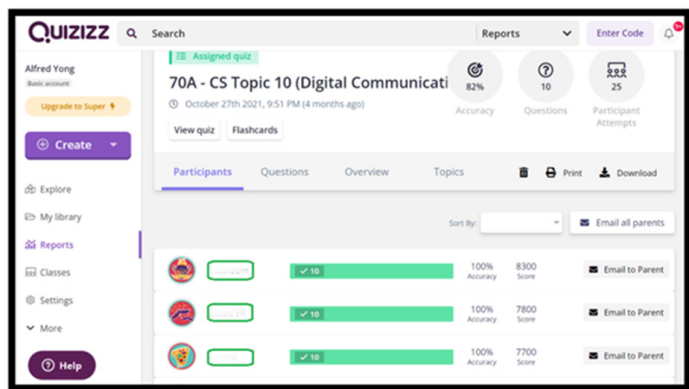 QUIZIZZ
Search
Reports
Enter Code
Alfred Yong
Basic account
Upgrade to Super
Create
Explore
My library
Reports
Classes
Settings
More
Help
Assigned quiz
70A - CS Topic 10 (Digital Communicati
October 27th 2021, 9:51 PM (4 months ago)
View quiz Flashcards
82%
Accuracy
10
Questions
25
Participant
Attempts
Participants Questions Overview Topics Print Download
Sort By: Email all parents
10 100% 8300 Email to Parent
Accuracy Score
10 100% 7800 Email to Parent
Accuracy Score
10 100% 7700 Email to Parent
Accuracy Score